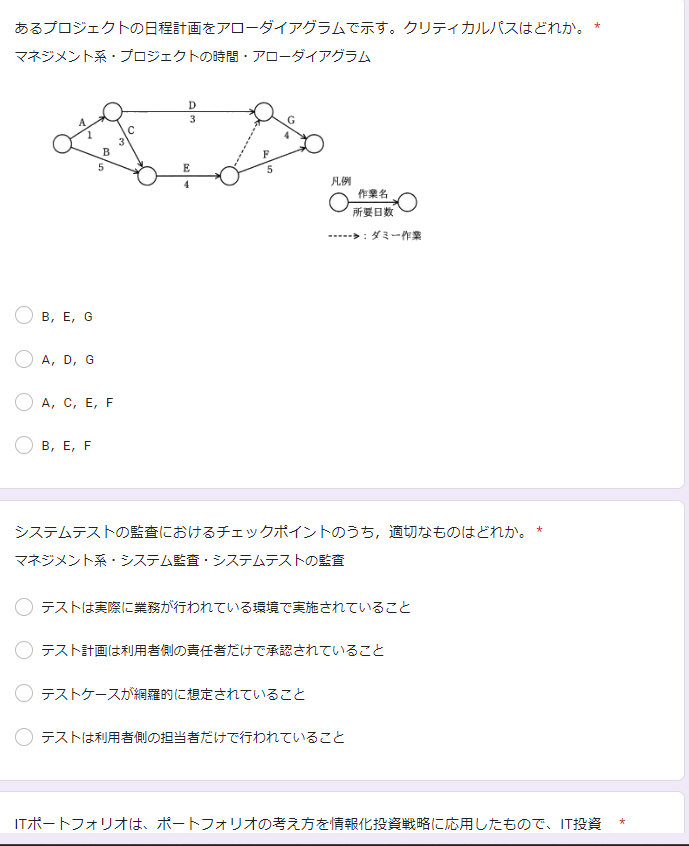 あるプロジェクトの日程計画をアローダイアグラムで示す。クリティカルパスはどれか。 *
マネジメント系・プロジェクトの時間・アローダイアグラム
D
3
A
1
C
3
G
4
B
5
E
4
F
5
凡例
作業名
所要日数
：ダミー作業
B, E, G
A, D, G
A, C, E, F
B, E, F
システムテストの監査におけるチェックポイントのうち，適切なものはどれか。 *
マネジメント系・システム監査・システムテストの監査
テストは実際に業務が行われている環境で実施されていること
テスト計画は利用者側の責任者だけで承認されていること
テストケースが網羅的に想定されていること
テストは利用者側の担当者だけで行われていること
ITポートフォリオは、ポートフォリオの考え方を情報化投資戦略に応用したもので、IT投資 *